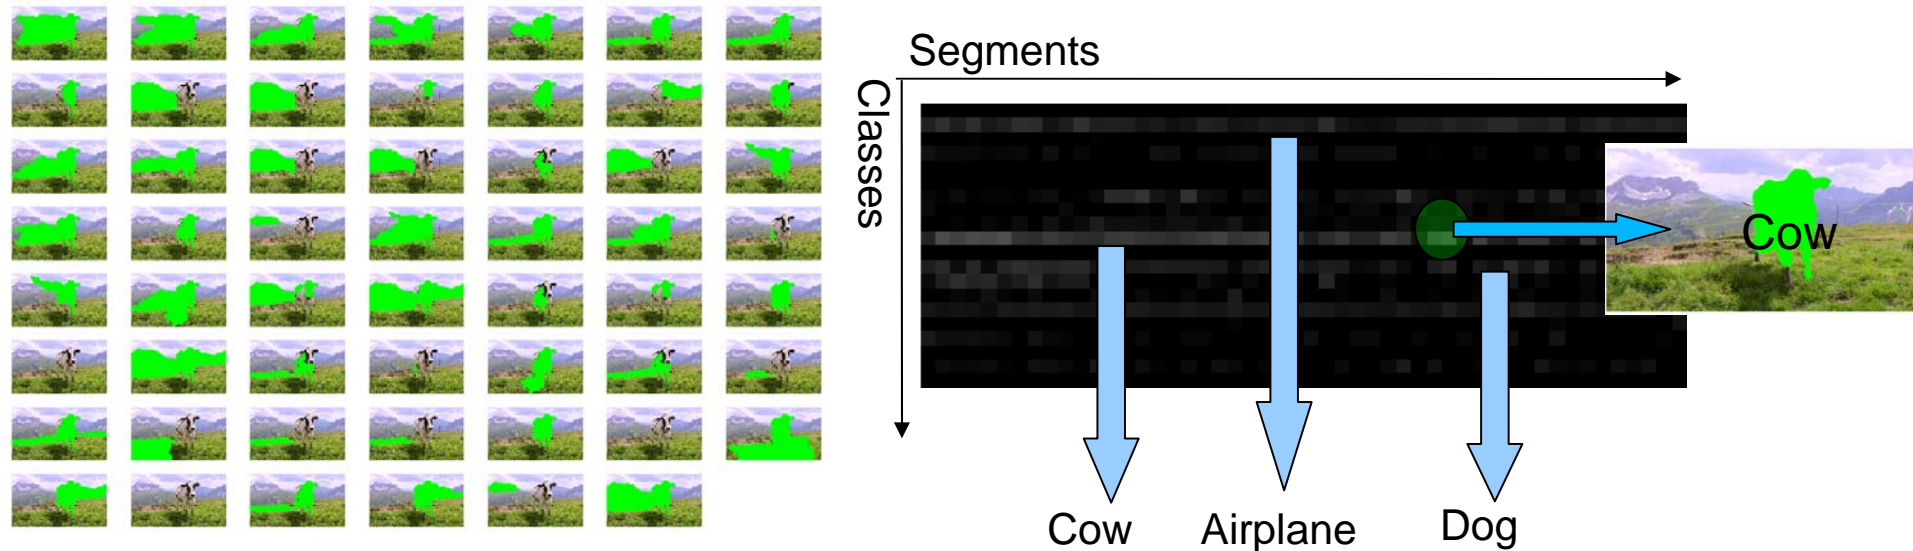 Segments
Classes
Cow
Cow
Airplane
Dog